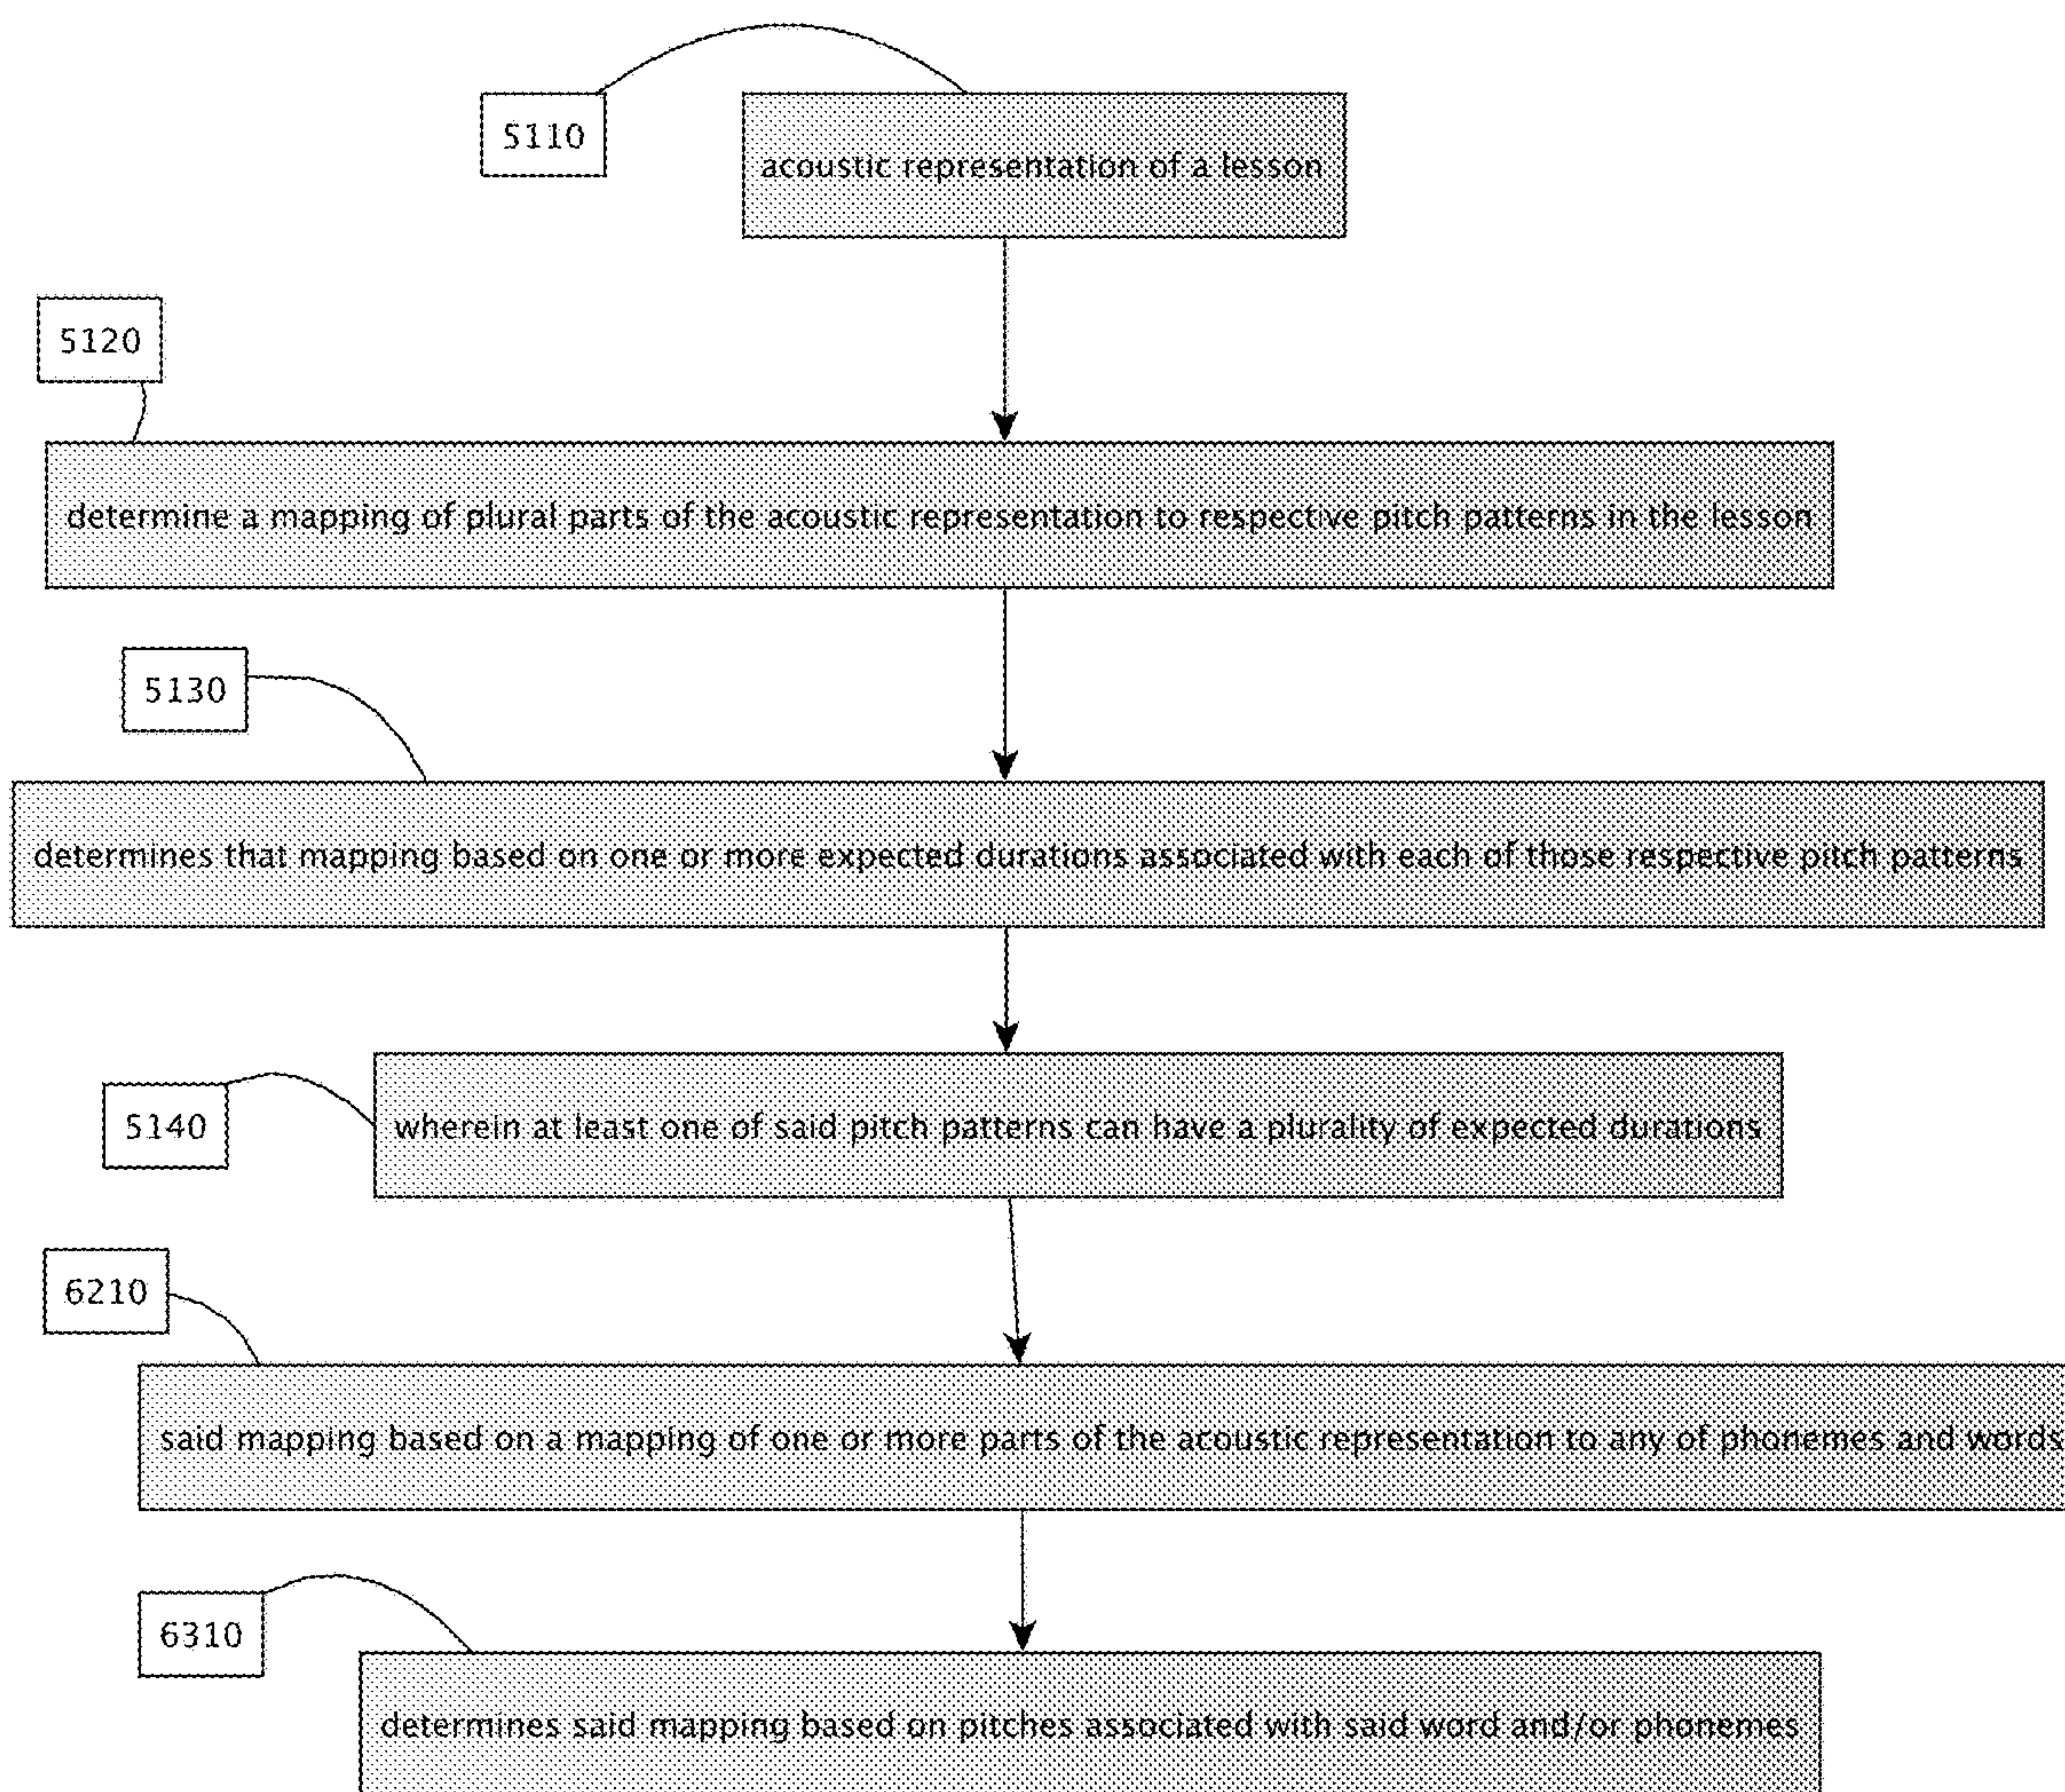 5110
acoustic representation of a lesson
5120
determine a mapping of plural parts of the acoustic representation to respective pitch patterns in the lesson
5130
determines that mapping based on one or more expected durations associated with each of those respective pitch patterns
5140
wherein at least one of said pitch patterns can have a plurality of expected durations
6210
said mapping based on a mapping of one or more parts of the acoustic representation to any of phonemes and words
6310
determines said mapping based on pitches associated with said word and/or phonemes